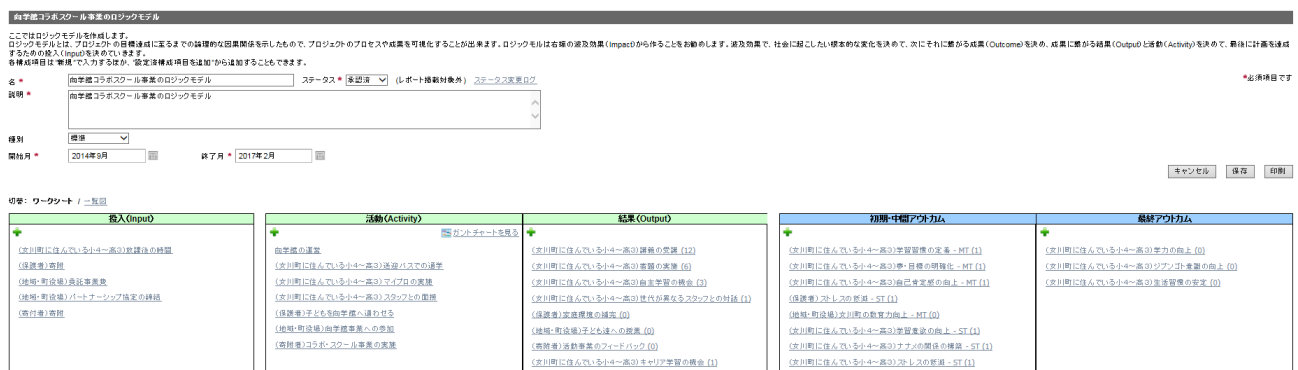 向学館コラボスクール事業のロジックモデル
ここではロジックモデルを作成します。
ロジックモデルとは、プロジェクトの目標達成に至るまでの論理的な因果関係を示したもので、プロジェクトのプロセスや成果を可視化することが出来ます。ロジックモルは右端の波及効果(Impact)から作ることをお勧めします。波及効果で、社会に起こしたい根本的な変化を決めて、次にそれに繋がる成果(Outcome)を決め、成果に繋がる結果(Output)と活動(Activity)を決めて、最後に計画を達成
するための投入(Input)を決めていきます。
各構成項目は"新規"で入力するほか、"設定済構成項目を追加"から追加することもできます。
名 * 向学館コラボスクール事業のロジックモデル ステータス * 承認済 (レポート掲載対象外) ステータス変更ログ *必須項目です
説明 * 向学館コラボスクール事業のロジックモデル
種別 標準
開始月 * 2014年9月 終了月 * 2017年2月
キャンセル 保存 印刷
切替: ワークシート / 一覧図
投入(Input) 活動(Activity) 結果(Output) 初期・中間アウトカム 最終アウトカム
ガントチャートを見る
(女川町に住んでいる小4~高3)放課後の時間
(保護者)寄附
(地域・町役場)委託事業費
(地域・町役場)パートナーシップ協定の締結
(寄付者)寄附
向学館の運営
(女川町に住んでいる小4~高3)送迎バスでの通学
(女川町に住んでいる小4~高3)マイプロの実施
(女川町に住んでいる小4~高3)スタッフとの面談
(保護者)子どもを向学館へ通わせる
(地域・町役場)向学館事業への参加
(寄附者)コラボ・スクール事業の実施
(女川町に住んでいる小4~高3)講義の受講 (12)
(女川町に住んでいる小4~高3)宿題の実施 (6)
(女川町に住んでいる小4~高3)自主学習の機会 (3)
(女川町に住んでいる小4~高3)世代が異なるスタッフとの対話 (1)
(保護者)家庭環境の補完 (0)
(地域・町役場)子ども達への授業 (0)
(寄附者)活動事業のフィードバック (0)
(女川町に住んでいる小4~高3)キャリア学習の機会 (1)
(女川町に住んでいる小4~高3)学習習慣の定着 - MT (1)
(女川町に住んでいる小4~高3)夢・目標の明確化 - MT (1)
(女川町に住んでいる小4~高3)自己肯定感の向上 - MT (1)
(保護者)ストレスの低減 - ST (1)
(地域・町役場)女川町の教育力向上 - MT (0)
(女川町に住んでいる小4~高3)学習意欲の向上 - ST (1)
(女川町に住んでいる小4~高3)ナナメの関係の構築 - ST (1)
(女川町に住んでいる小4~高3)ストレスの低減 - ST (1)
(女川町に住んでいる小4~高3)学力の向上 (0)
(女川町に住んでいる小4~高3)ジブンゴト意識の向上 (0)
(女川町に住んでいる小4~高3)生活習慣の安定 (0)